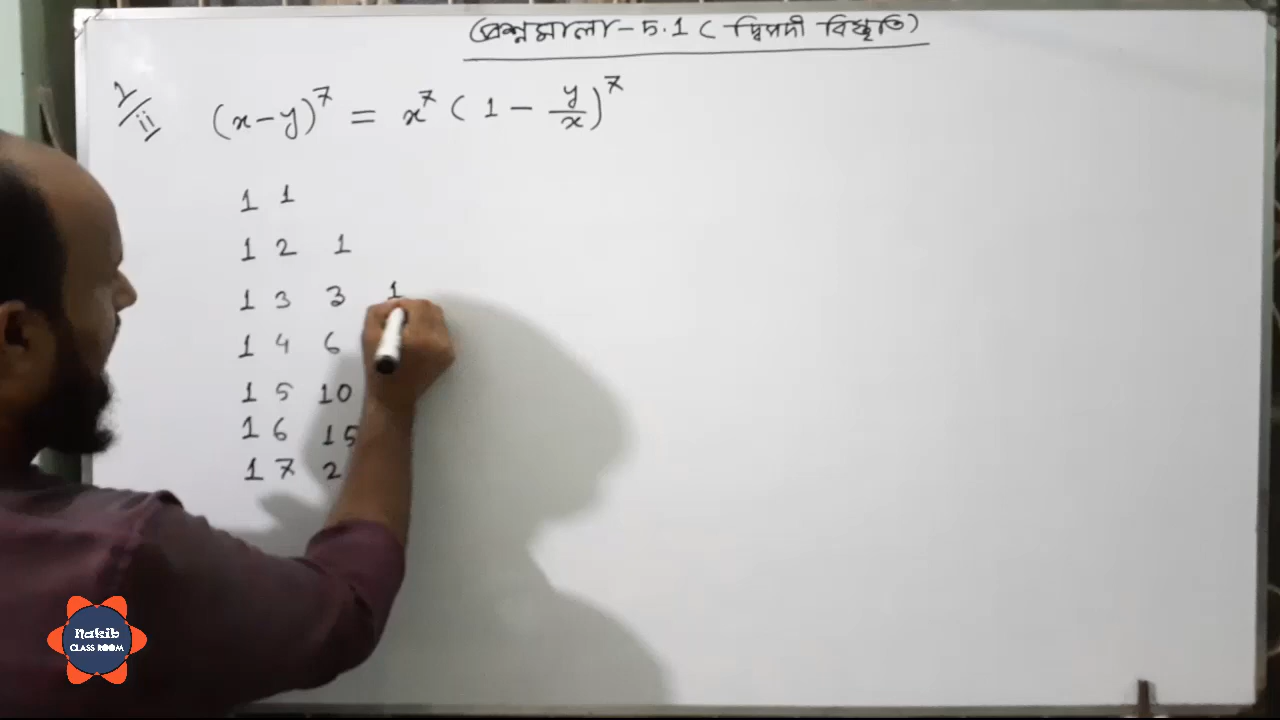 প্রশ্নমালা - ৮.1 ( দ্বিপদী বিস্তৃতি )
1/ii (x-y)^7 = x^7 ( 1 - y/x )^7
1 1
1 2 1
1 3 3 1
1 4 6
1 5 10
1 6 15
1 7 2
Nakib
CLASS ROOM